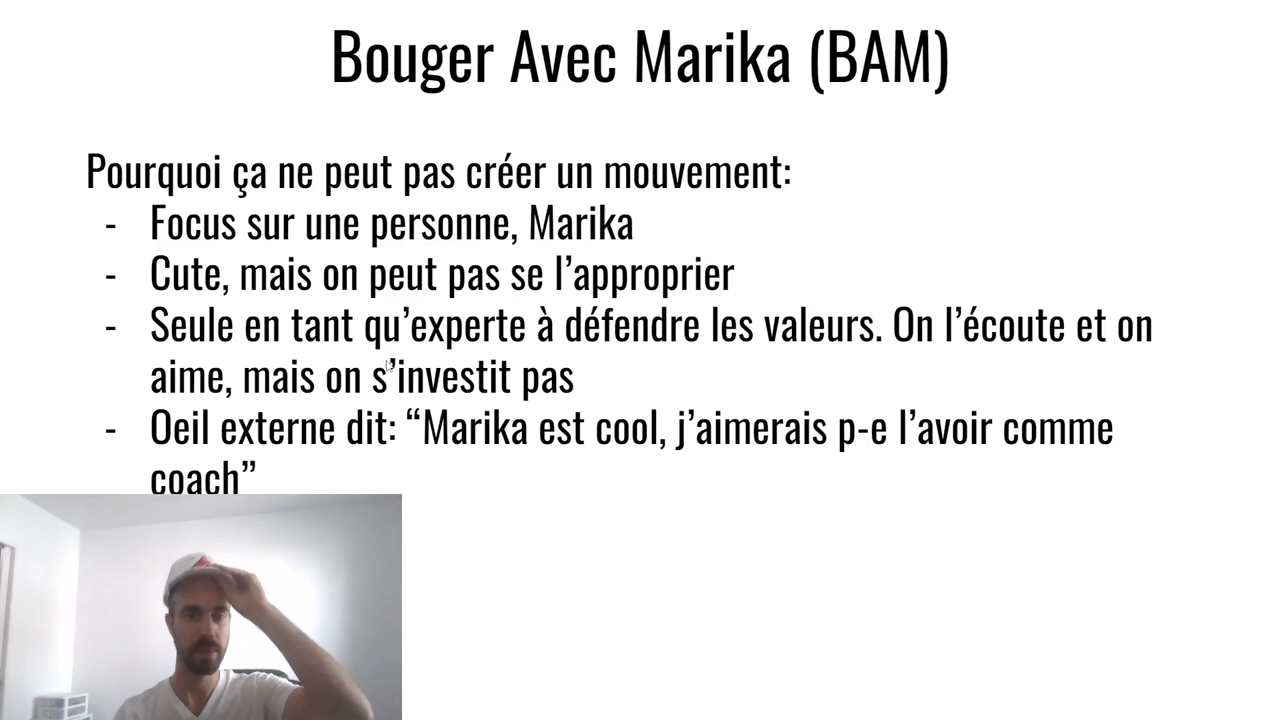 Bouger Avec Marika (BAM)
Pourquoi ça ne peut pas créer un mouvement:
- Focus sur une personne, Marika
- Cute, mais on peut pas se l’approprier
- Seule en tant qu’experte à défendre les valeurs. On l’écoute et on
aime, mais on s’investit pas
- Oeil externe dit: “Marika est cool, j’aimerais p-e l’avoir comme
coach”